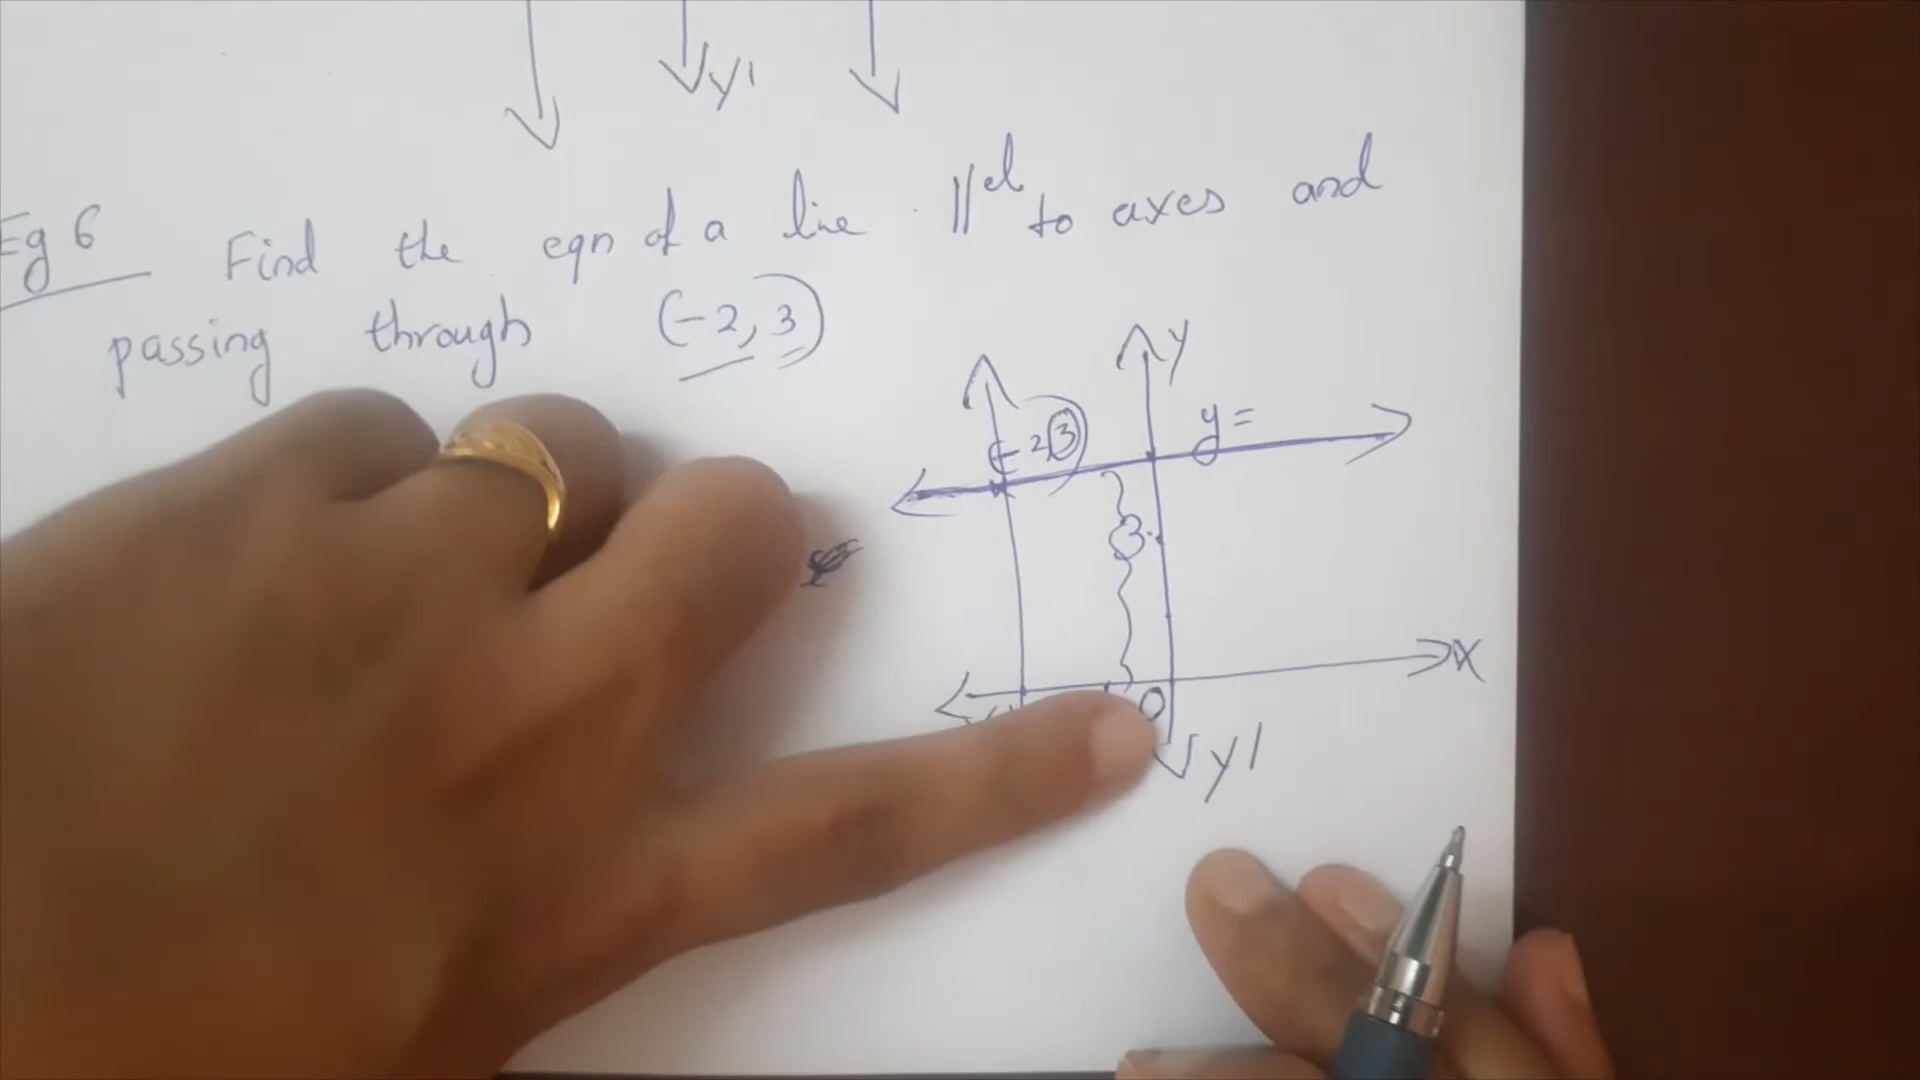 y'
Eg 6 Find the eqn of a line ||el to axes and
passing through (-2, 3)
y
y =
(-2,3)
3
x
O
y'